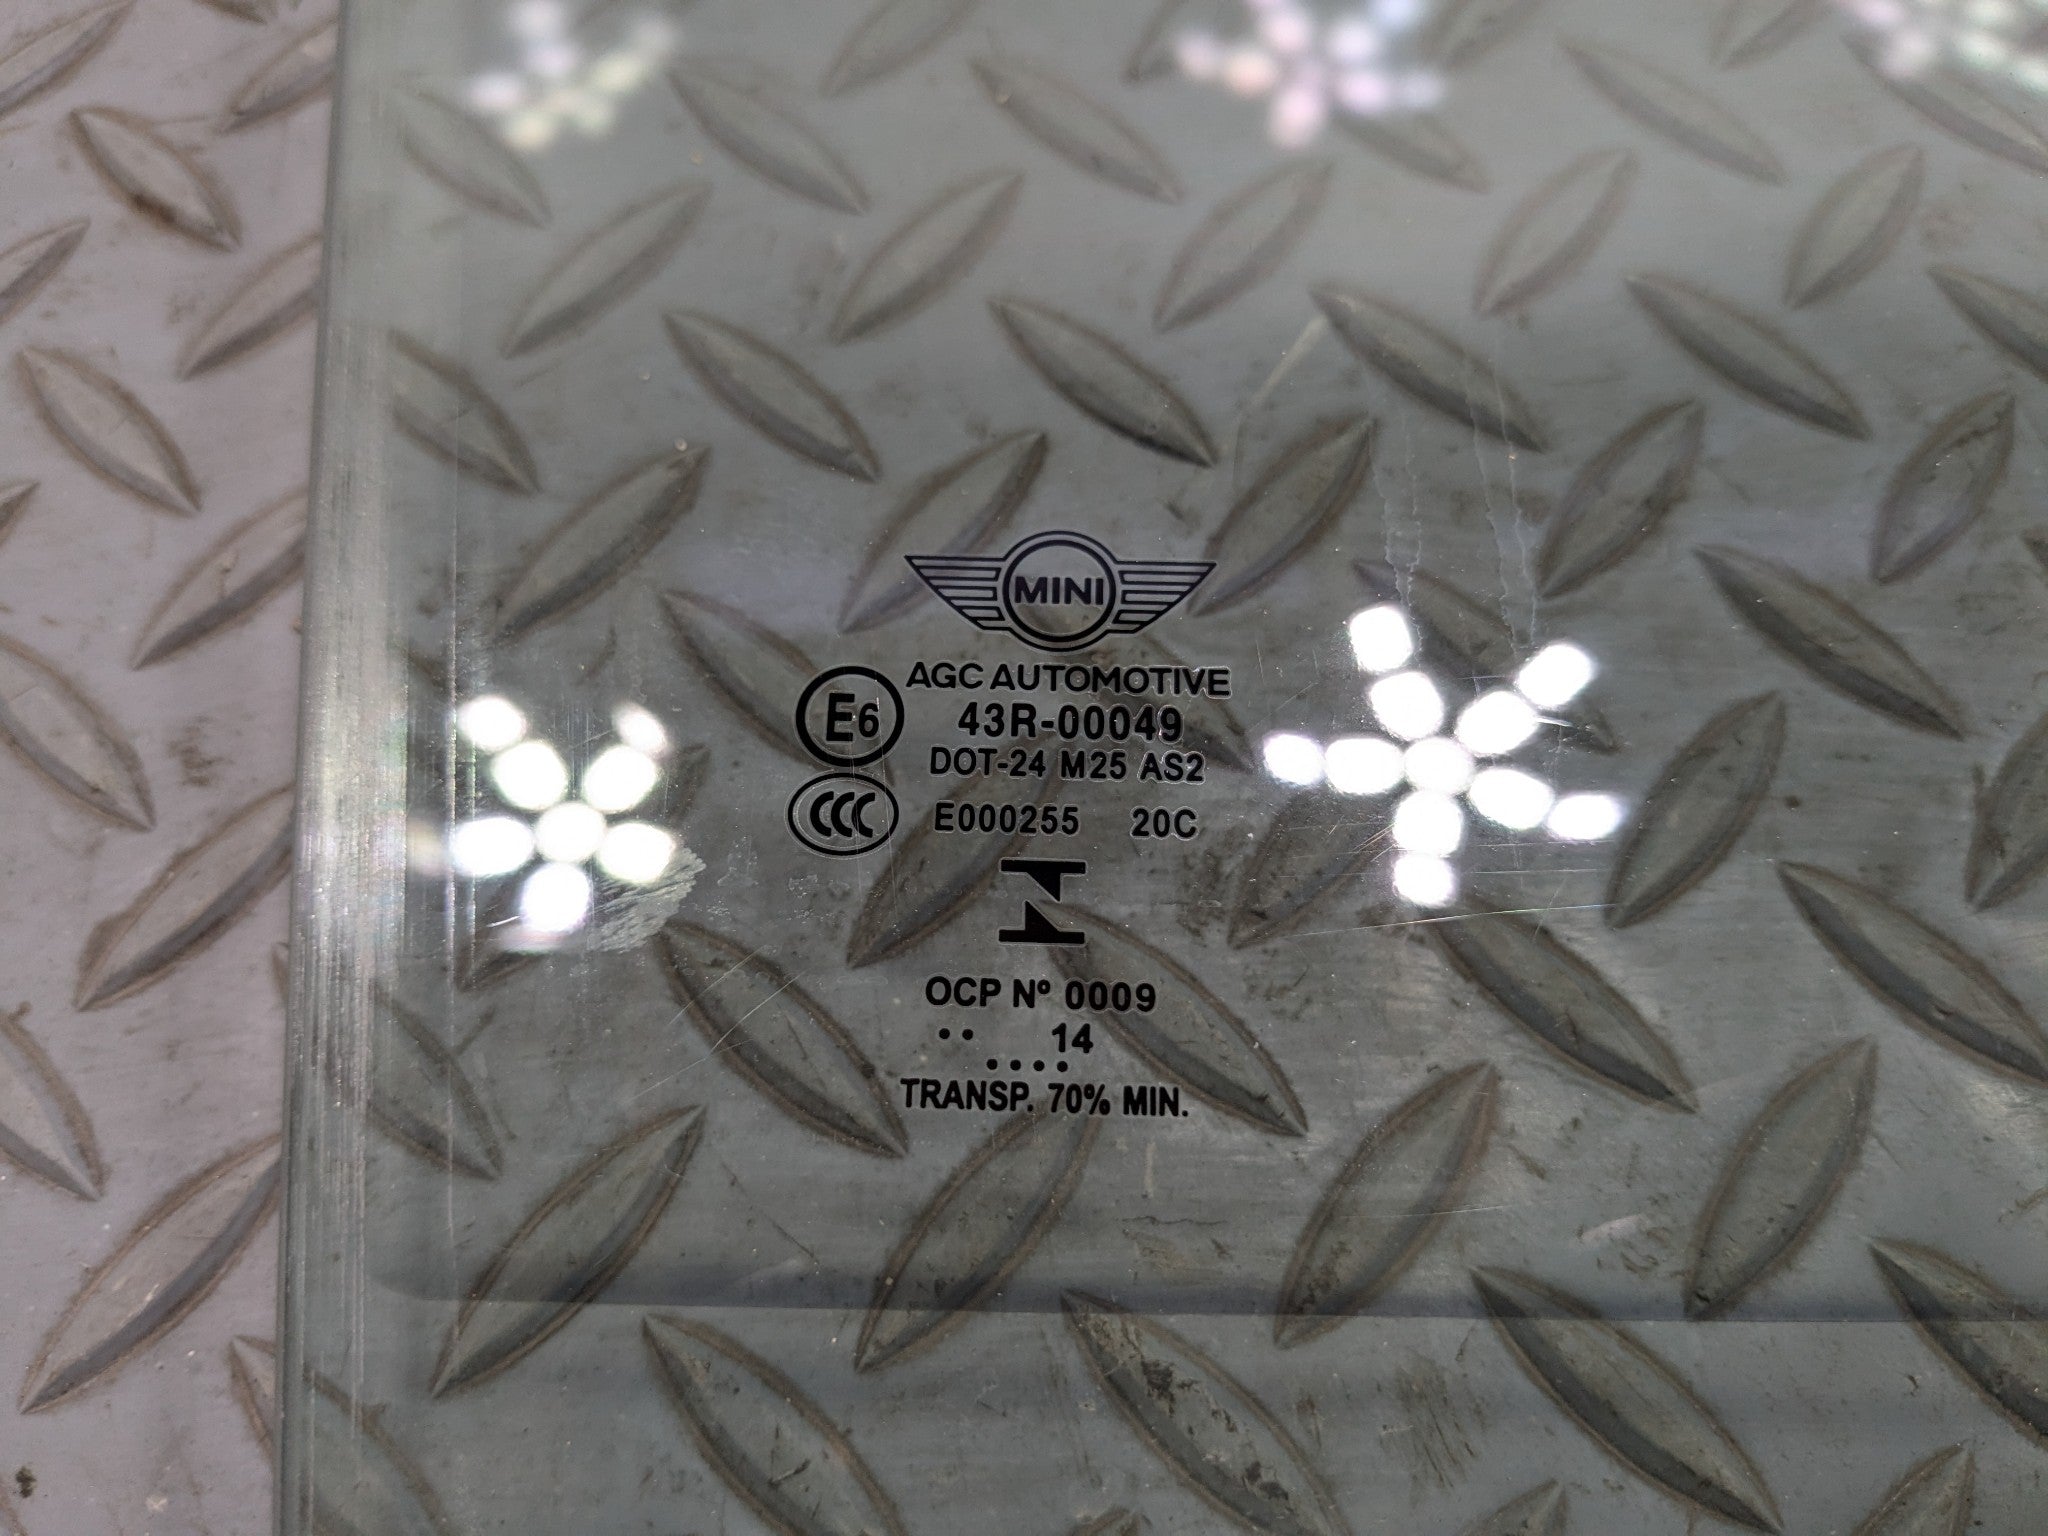 MINI
AGC AUTOMOTIVE
E6 43R-00049
DOT-24 M25 AS2
CCC E000255 20C
OCP Nº 0009
.. 14
....
TRANSP. 70% MIN.